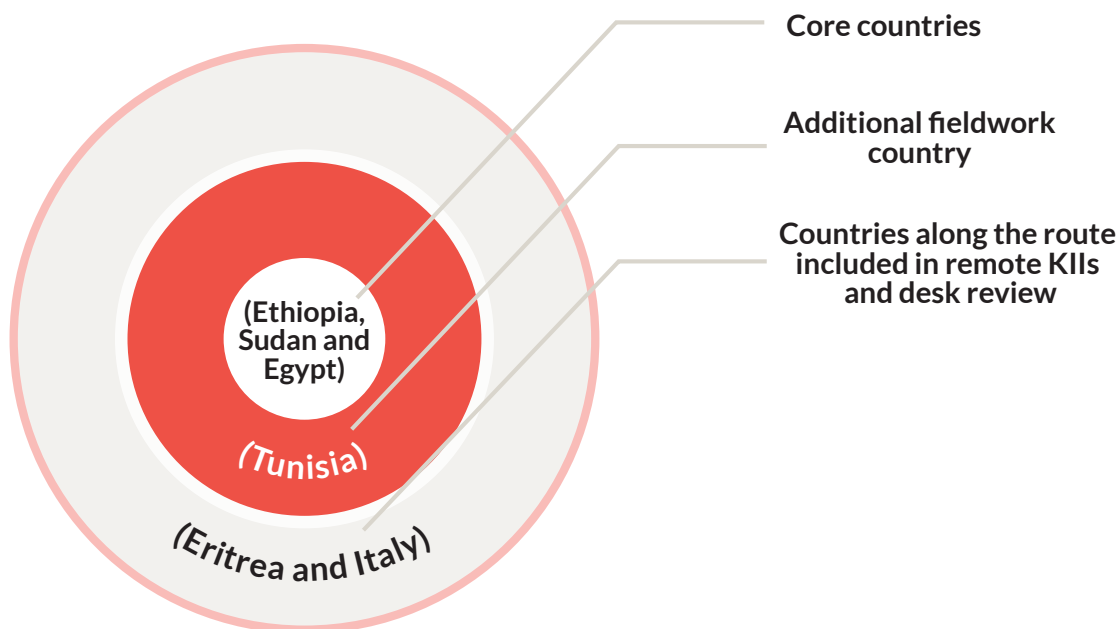 Core countries
Additional fieldwork
country
Countries along the route
included in remote KIIs
and desk review
(Ethiopia,
Sudan and
Egypt)
(Tunisia)
(Eritrea and Italy)